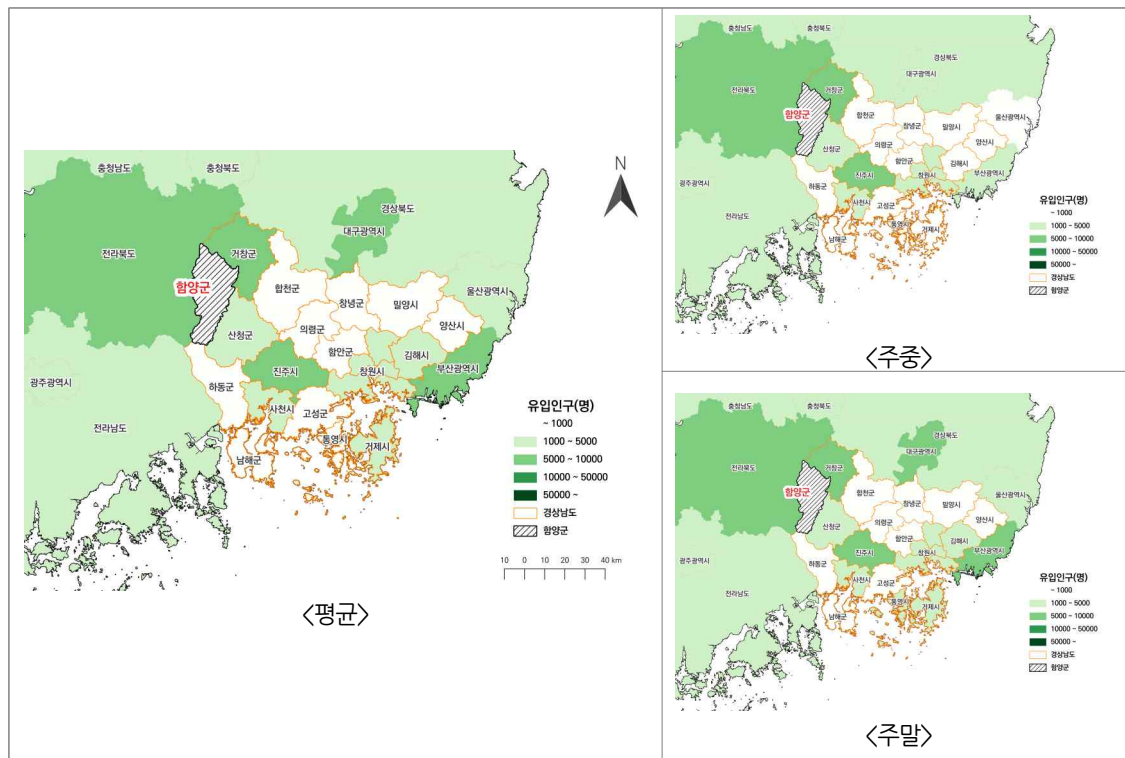 충청남도
충청북도
경상북도
대구광역시
전라북도
거창군
함양군
합천군
창녕군
밀양시
울산광역시
양산시
산청군
의령군
함안군
김해시
진주시
창원시
부산광역시
광주광역시
하동군
사천시
고성군
전라남도
남해군
통영시
거제시
N
유입인구(명)
~ 1000
1000 ~ 5000
5000 ~ 10000
10000 ~ 50000
50000 ~
경상남도
함양군
10 0 10 20 30 40 km
<평균>
충청남도
충청북도
경상북도
대구광역시
전라북도
거창군
함양군
합천군
창녕군
밀양시
울산광역시
양산시
산청군
의령군
함안군
김해시
진주시
창원시
부산광역시
광주광역시
하동군
사천시
고성군
전라남도
남해군
통영시
거제시
유입인구(명)
~ 1000
1000 ~ 5000
5000 ~ 10000
10000 ~ 50000
50000 ~
경상남도
함양군
<주중>
충청남도
충청북도
경상북도
대구광역시
전라북도
거창군
함양군
합천군
창녕군
밀양시
울산광역시
양산시
산청군
의령군
함안군
김해시
진주시
창원시
부산광역시
광주광역시
하동군
사천시
고성군
전라남도
남해군
통영시
거제시
유입인구(명)
~ 1000
1000 ~ 5000
5000 ~ 10000
10000 ~ 50000
50000 ~
경상남도
함양군
<주말>